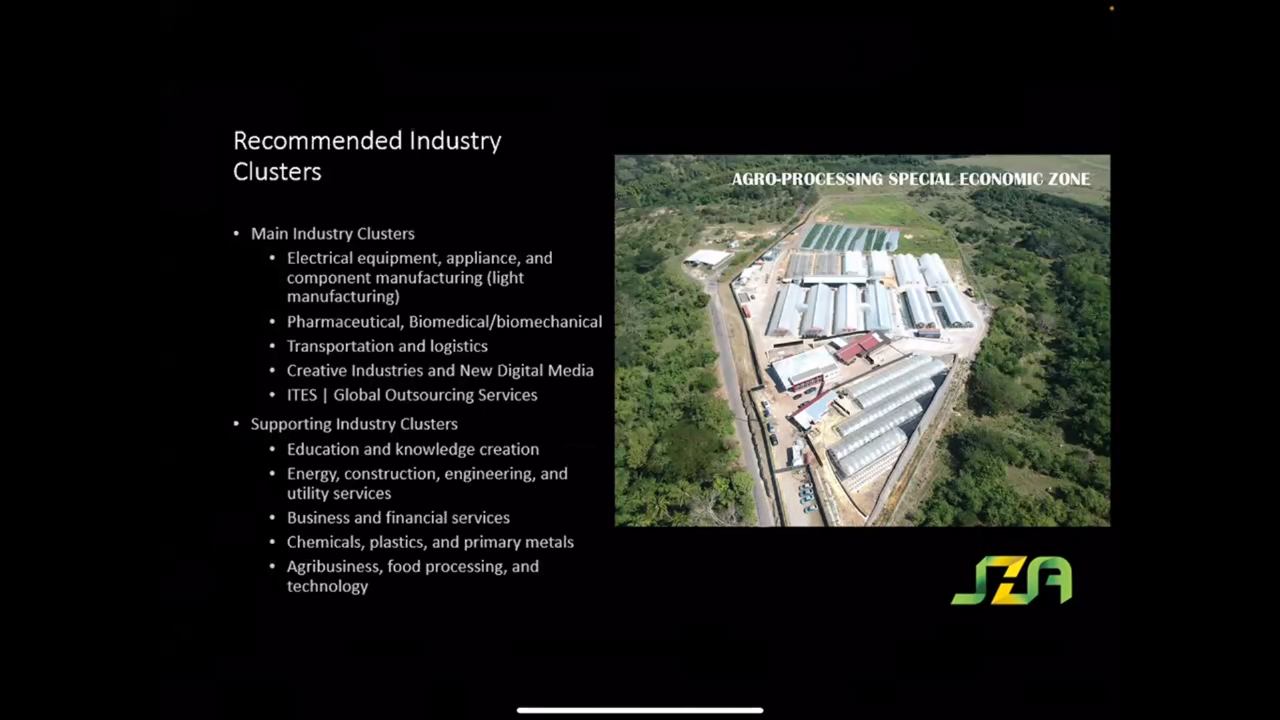 Recommended Industry
Clusters
• Main Industry Clusters
• Electrical equipment, appliance, and
component manufacturing (light
manufacturing)
• Pharmaceutical, Biomedical/biomechanical
• Transportation and logistics
• Creative Industries and New Digital Media
• ITES | Global Outsourcing Services
• Supporting Industry Clusters
• Education and knowledge creation
• Energy, construction, engineering, and
utility services
• Business and financial services
• Chemicals, plastics, and primary metals
• Agribusiness, food processing, and
technology
AGRO-PROCESSING SPECIAL ECONOMIC ZONE
JSEZA